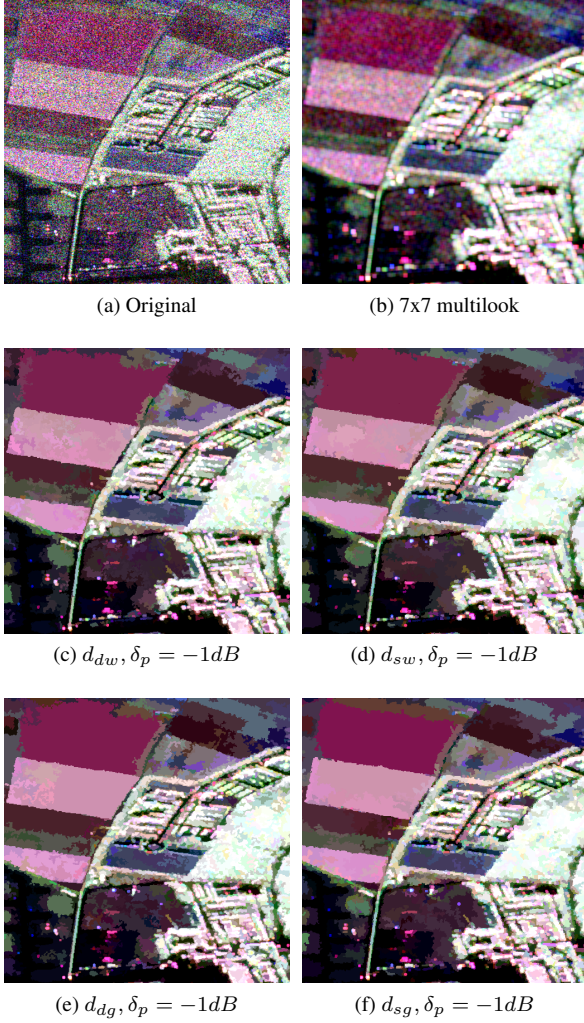 (a) Original
(b) 7x7 multilook
(c) d_{dw}, δ_p = −1dB
(d) d_{sw}, δ_p = −1dB
(e) d_{dg}, δ_p = −1dB
(f) d_{sg}, δ_p = −1dB